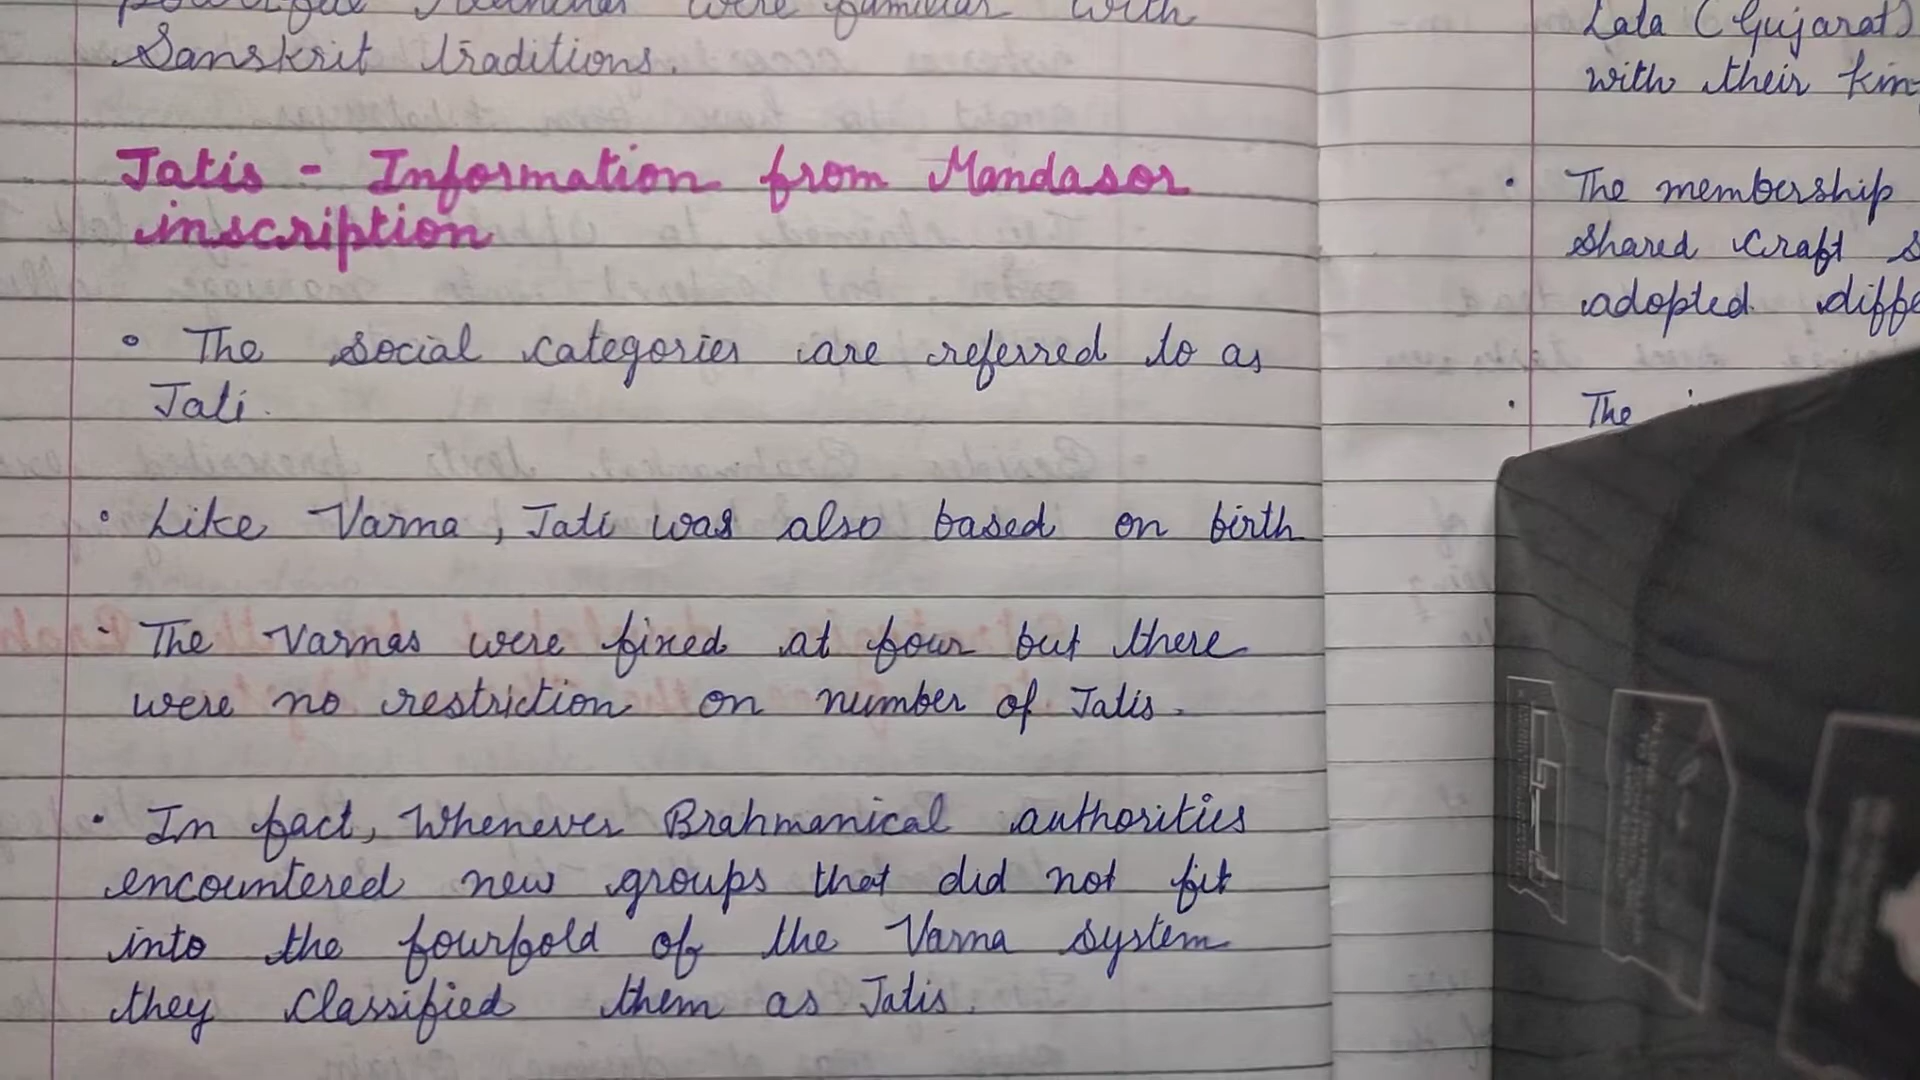 were familiar with
Sanskrit traditions.
Jatis - Information from Mandasor
inscription
• The social categories are referred to as
Jati.
• Like Varna, Jati was also based on birth
• The Varnas were fixed at four but there
were no restriction on number of Jatis.
• In fact, Whenever Brahmanical authorities
encountered new groups that did not fit
into the fourfold of the Varna system
they classified them as Jatis.
Lata (Gujarat)
with their
• The membership
shared craft
adopted
• The